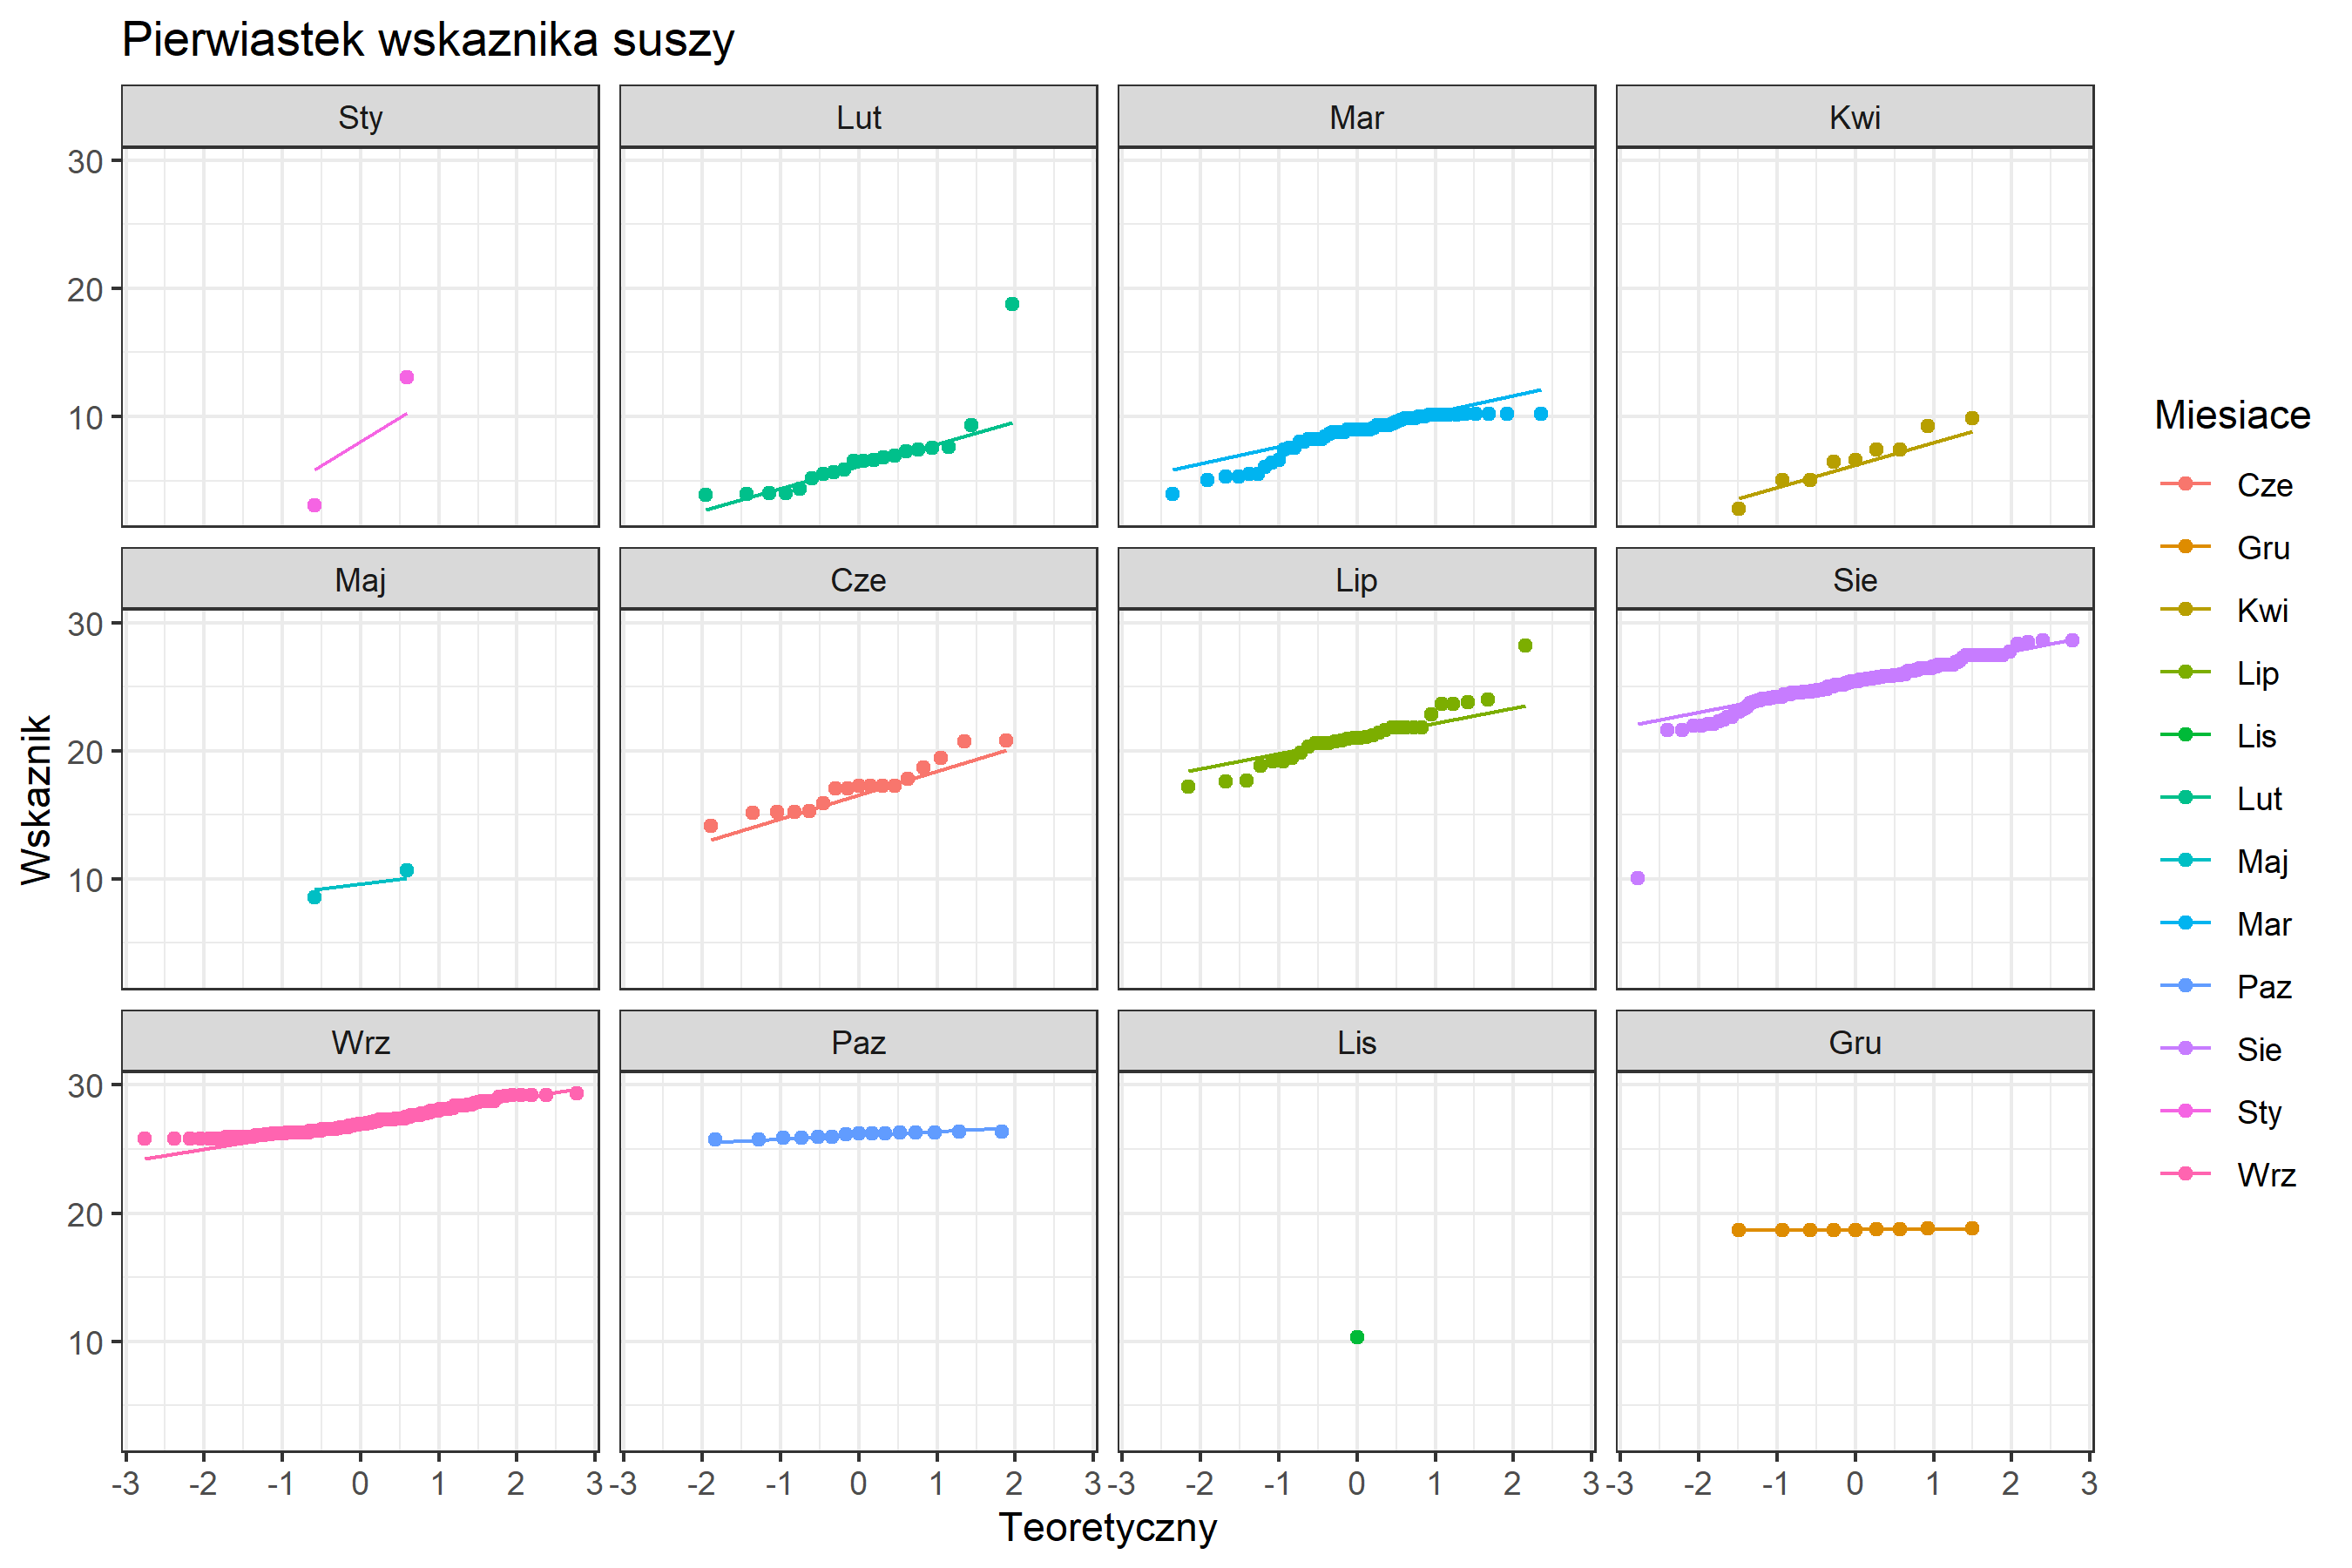 Pierwiastek wskaznika suszy
Sty Lut Mar Kwi
30
20
10
Maj Cze Lip Sie
30
20
10
Wskaznik
Wrz Paz Lis Gru
30
20
10
-3 -2 -1 0 1 2 3 -3 -2 -1 0 1 2 3 -3 -2 -1 0 1 2 3 -3 -2 -1 0 1 2 3
Teoretyczny
Miesiace
Cze
Gru
Kwi
Lip
Lis
Lut
Maj
Mar
Paz
Sie
Sty
Wrz